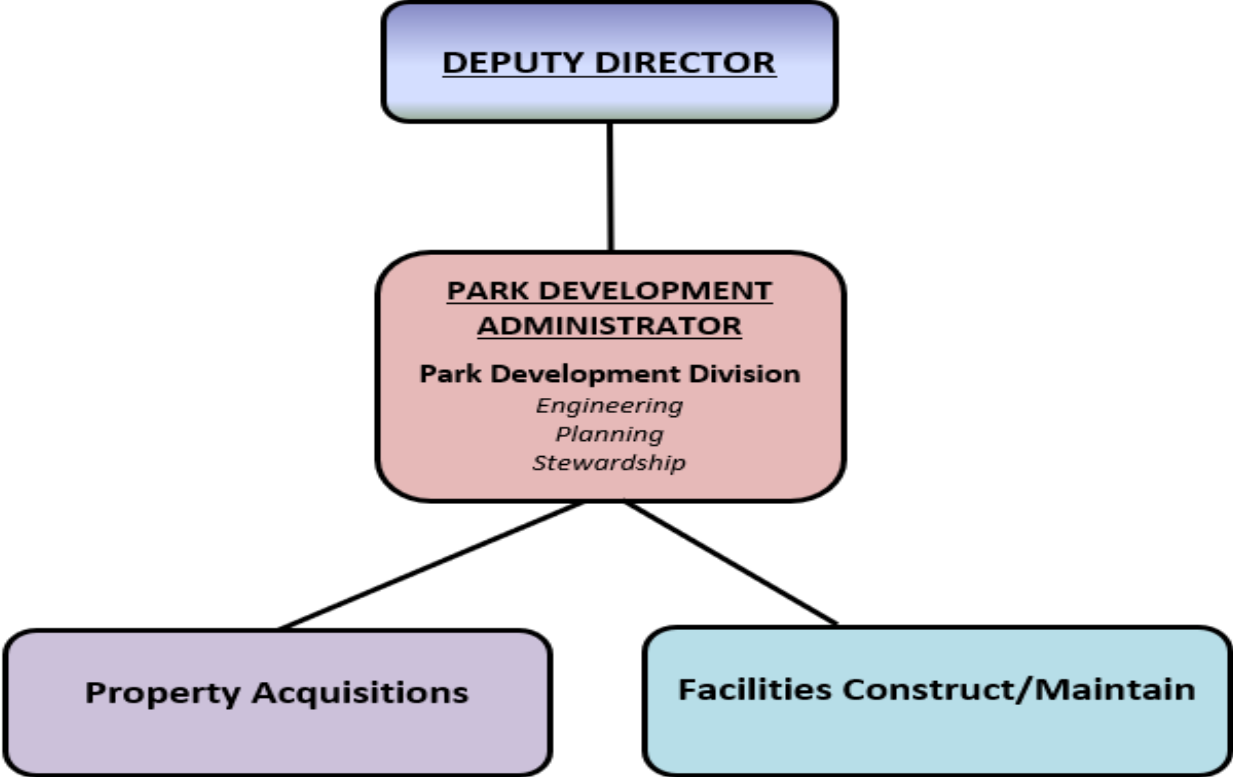 DEPUTY DIRECTOR
PARK DEVELOPMENT
ADMINISTRATOR
Park Development Division
Engineering
Planning
Stewardship
Property Acquisitions
Facilities Construct/Maintain